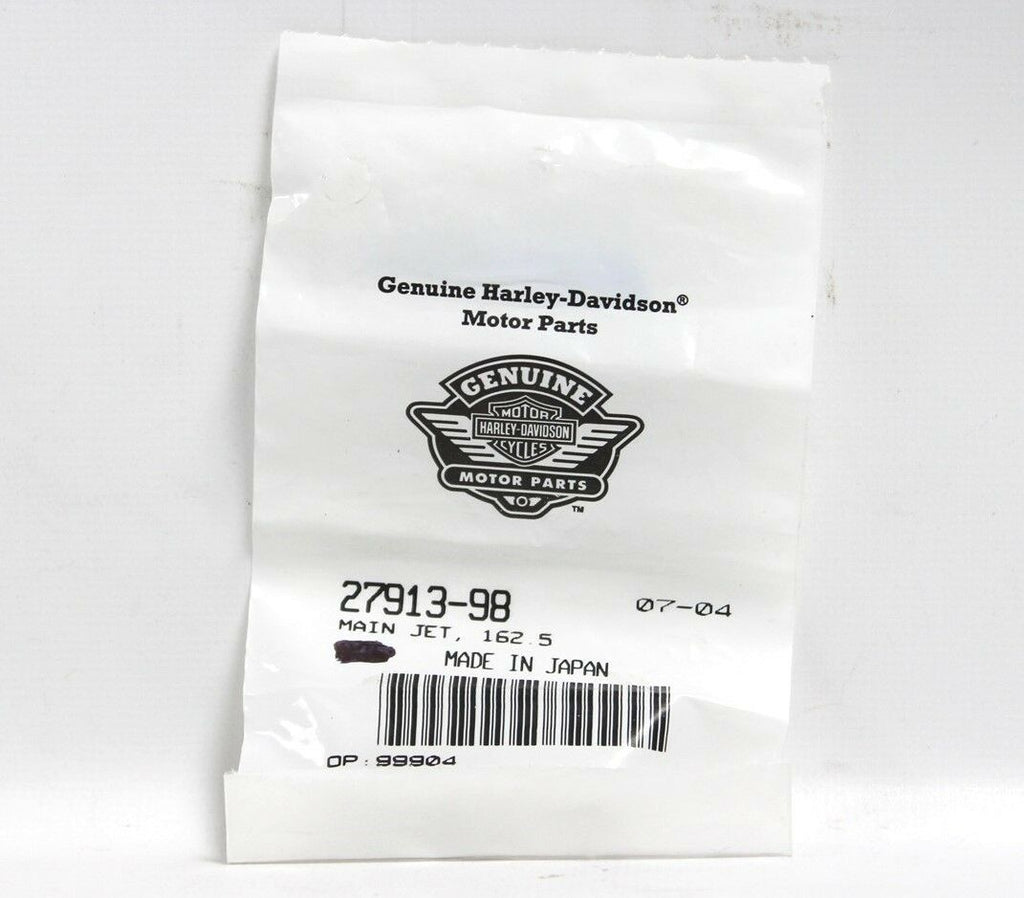 Genuine Harley-Davidson®
Motor Parts
GENUINE
MOTOR
HARLEY-DAVIDSON
CYCLES
MOTOR PARTS
™
27913-98 07-04
MAIN JET, 162.5
MADE IN JAPAN
OP: 99904